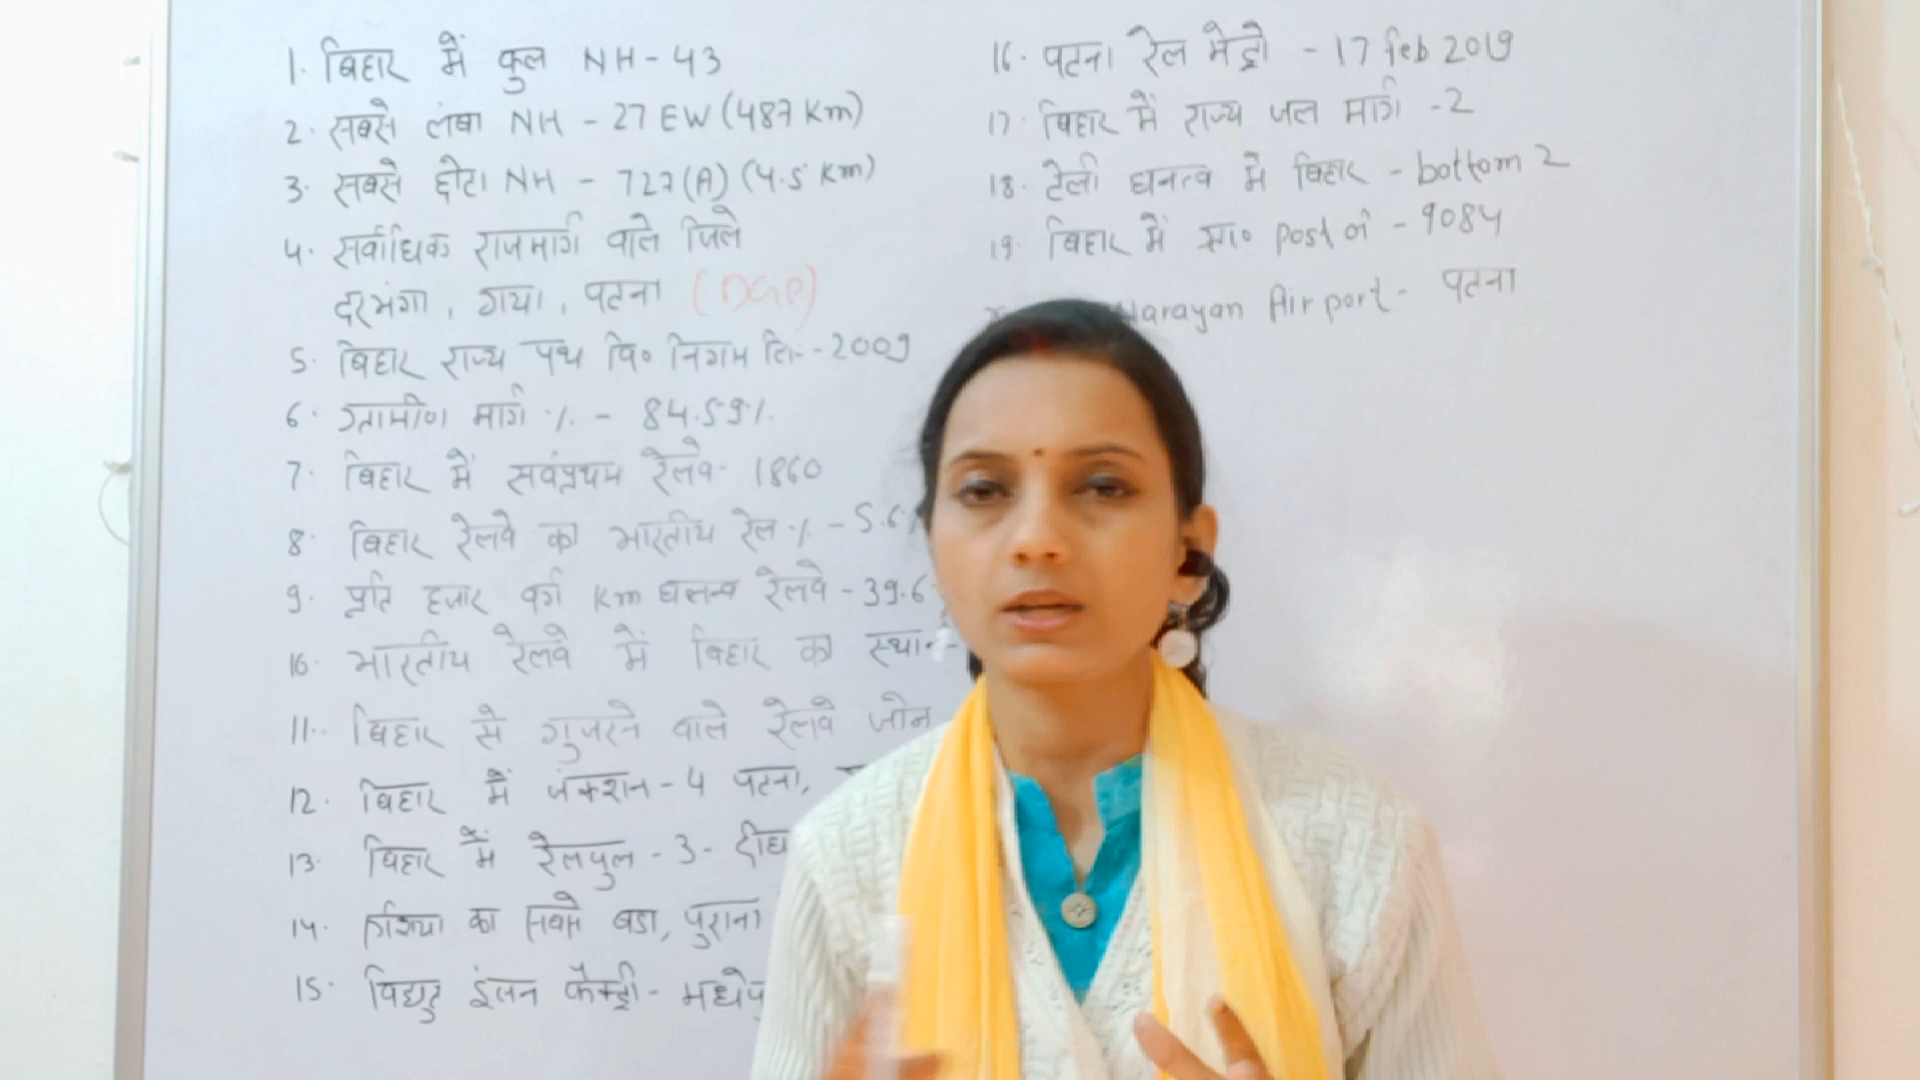 1. बिहार में कुल NH - 43
2. सबसे लंबा NH - 27 EW (487 Km)
3. सबसे छोटा NH - 727(A) (4.5 Km)
4. सर्वाधिक राजमार्ग वाले जिले
दरभंगा, गया, पटना (DGP)
5. बिहार राज्य पथ वि० निगम लि०- 2009
6. ग्रामीण मार्ग % - 84.59%
7. बिहार में सर्वप्रथम रेलवे- 1860
8. बिहार रेलवे का भारतीय रेल % - 5.6%
9. प्रति हजार वर्ग Km घनत्व रेलवे - 39.6
10. भारतीय रेलवे में बिहार का स्थान-
11. बिहार से गुजरने वाले रेलवे जोन
12. बिहार में जंक्शन - 4 पटना,
13. बिहार में रेलपुल - 3 - दीघ
14. एशिया का सबसे बडा, पुराना
15. विद्युत इंजन फैक्ट्री - मधेपु
16. पटना रेल मेट्रो - 17 feb 2019
17. बिहार में राज्य जल मार्ग - 2
18. टेली घनत्व में बिहार - bottom 2
19. बिहार में ग्रा० post of - 9084
Narayan Airport - पटना